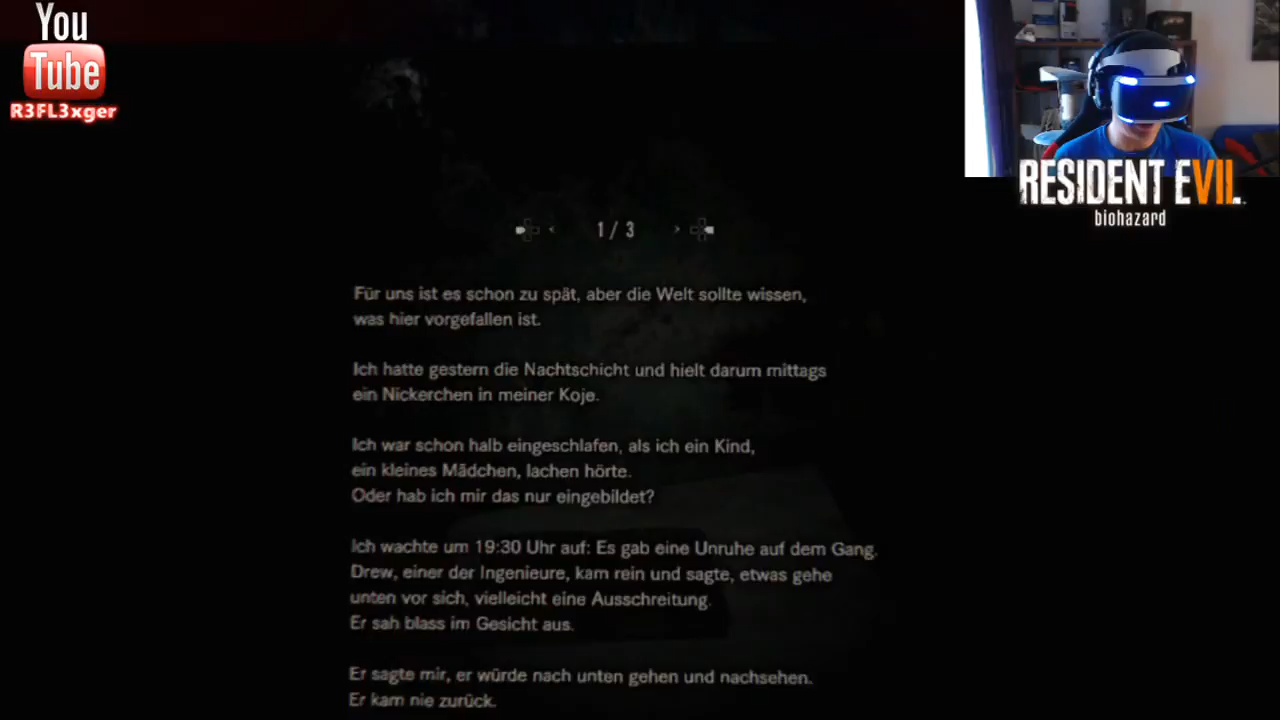 You
Tube
R3FL3xger
RESIDENT EVIL
biohazard
< 1 / 3 >
Für uns ist es schon zu spät, aber die Welt sollte wissen,
was hier vorgefallen ist.
Ich hatte gestern die Nachtschicht und hielt darum mittags
ein Nickerchen in meiner Koje.
Ich war schon halb eingeschlafen, als ich ein Kind,
ein kleines Mädchen, lachen hörte.
Oder hab ich mir das nur eingebildet?
Ich wachte um 19:30 Uhr auf: Es gab eine Unruhe auf dem Gang.
Drew, einer der Ingenieure, kam rein und sagte, etwas gehe
unten vor sich, vielleicht eine Ausschreitung.
Er sah blass im Gesicht aus.
Er sagte mir, er würde nach unten gehen und nachsehen.
Er kam nie zurück.